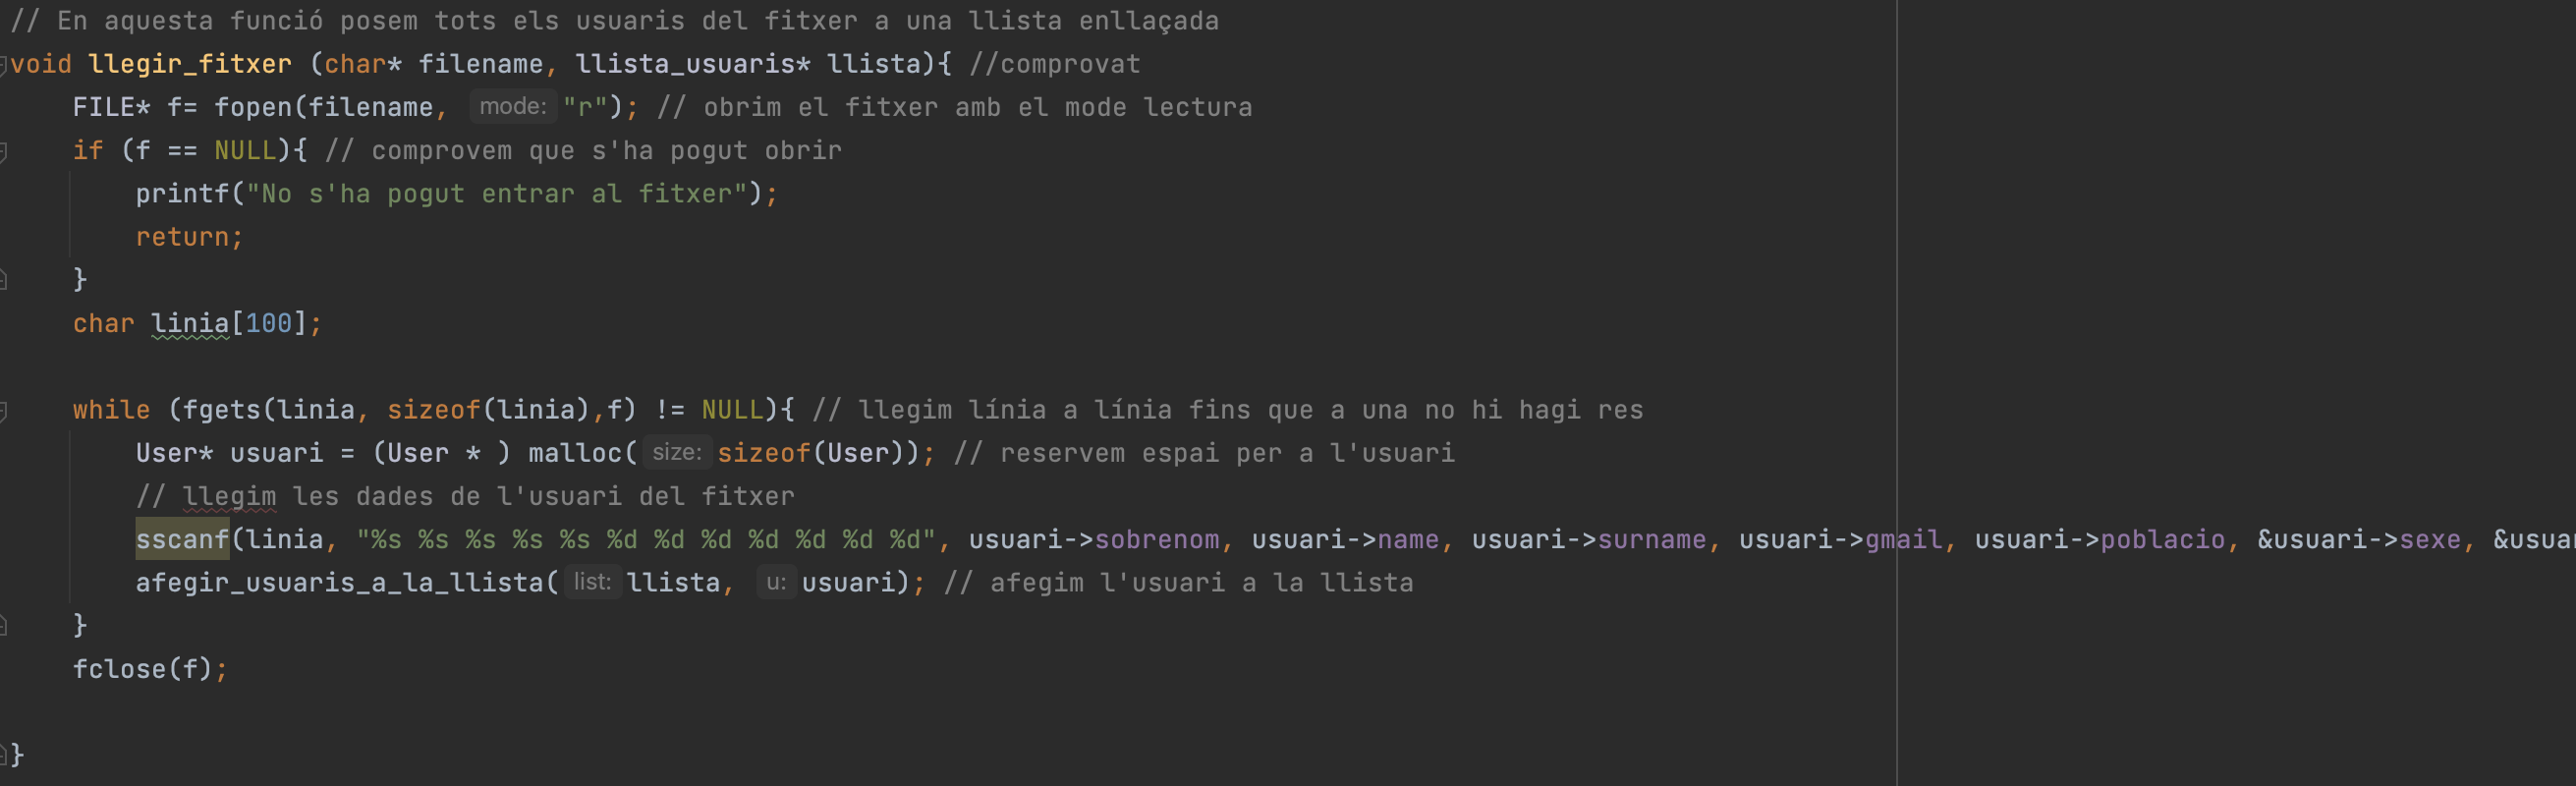 // En aquesta funció posem tots els usuaris del fitxer a una llista enllaçada
void llegir_fitxer (char* filename, llista_usuaris* llista){ //comprovat
FILE* f= fopen(filename, mode: "r"); // obrim el fitxer amb el mode lectura
if (f == NULL){ // comprovem que s'ha pogut obrir
printf("No s'ha pogut entrar al fitxer");
return;
}
char linia[100];
while (fgets(linia, sizeof(linia),f) != NULL){ // llegim línia a línia fins que a una no hi hagi res
User* usuari = (User * ) malloc( size: sizeof(User)); // reservem espai per a l'usuari
// llegim les dades de l'usuari del fitxer
sscanf(linia, "%s %s %s %s %s %d %d %d %d %d %d %d", usuari->sobrenom, usuari->name, usuari->surname, usuari->gmail, usuari->poblacio, &usuari->sexe, &usua
afegir_usuaris_a_la_llista( list: llista, u: usuari); // afegim l'usuari a la llista
}
fclose(f);
}